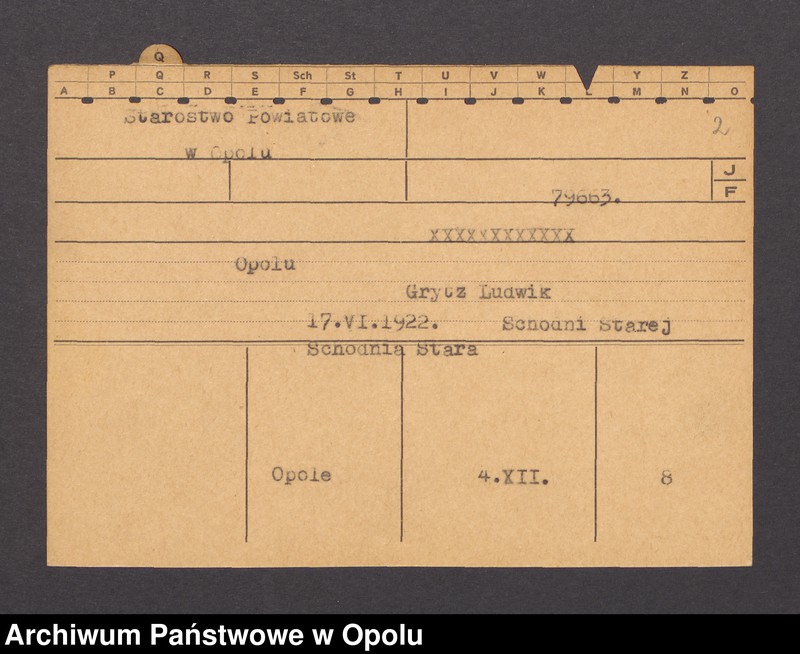 Q
P Q R S Sch St T U V W Y Z
A B C D E F G H I J K L M N O
Starostwo Powiatowe
2
w Opolu
J
F
79663.
XXXXXXXXXXXX
Opolu
Grytz Ludwik
17.VI.1922. Schodni Starej
Schodnia Stara
Opole 4.XII. 8
Archiwum Państwowe w Opolu